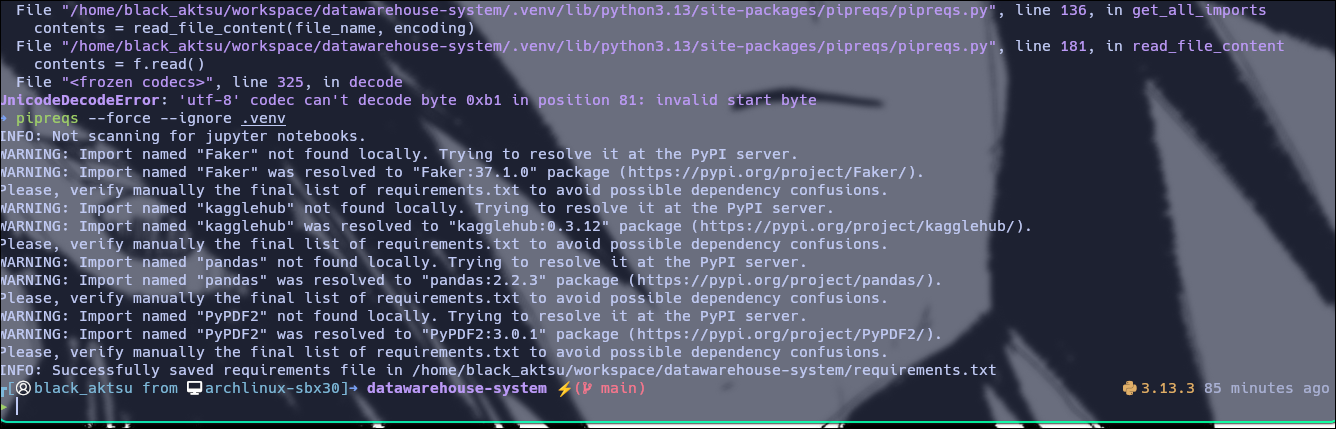 File "/home/black_aktsu/workspace/datawarehouse-system/.venv/lib/python3.13/site-packages/pipreqs/pipreqs.py", line 136, in get_all_imports
contents = read_file_content(file_name, encoding)
File "/home/black_aktsu/workspace/datawarehouse-system/.venv/lib/python3.13/site-packages/pipreqs/pipreqs.py", line 181, in read_file_content
contents = f.read()
File "<frozen codecs>", line 325, in decode
UnicodeDecodeError: 'utf-8' codec can't decode byte 0xb1 in position 81: invalid start byte
➜ pipreqs --force --ignore .venv
INFO: Not scanning for jupyter notebooks.
WARNING: Import named "Faker" not found locally. Trying to resolve it at the PyPI server.
WARNING: Import named "Faker" was resolved to "Faker:37.1.0" package (https://pypi.org/project/Faker/).
Please, verify manually the final list of requirements.txt to avoid possible dependency confusions.
WARNING: Import named "kagglehub" not found locally. Trying to resolve it at the PyPI server.
WARNING: Import named "kagglehub" was resolved to "kagglehub:0.3.12" package (https://pypi.org/project/kagglehub/).
Please, verify manually the final list of requirements.txt to avoid possible dependency confusions.
WARNING: Import named "pandas" not found locally. Trying to resolve it at the PyPI server.
WARNING: Import named "pandas" was resolved to "pandas:2.2.3" package (https://pypi.org/project/pandas/).
Please, verify manually the final list of requirements.txt to avoid possible dependency confusions.
WARNING: Import named "PyPDF2" not found locally. Trying to resolve it at the PyPI server.
WARNING: Import named "PyPDF2" was resolved to "PyPDF2:3.0.1" package (https://pypi.org/project/PyPDF2/).
Please, verify manually the final list of requirements.txt to avoid possible dependency confusions.
INFO: Successfully saved requirements file in /home/black_aktsu/workspace/datawarehouse-system/requirements.txt
[black_aktsu from archlinux-sbx30]➜ datawarehouse-system ⚡( main) 3.13.3 85 minutes ago